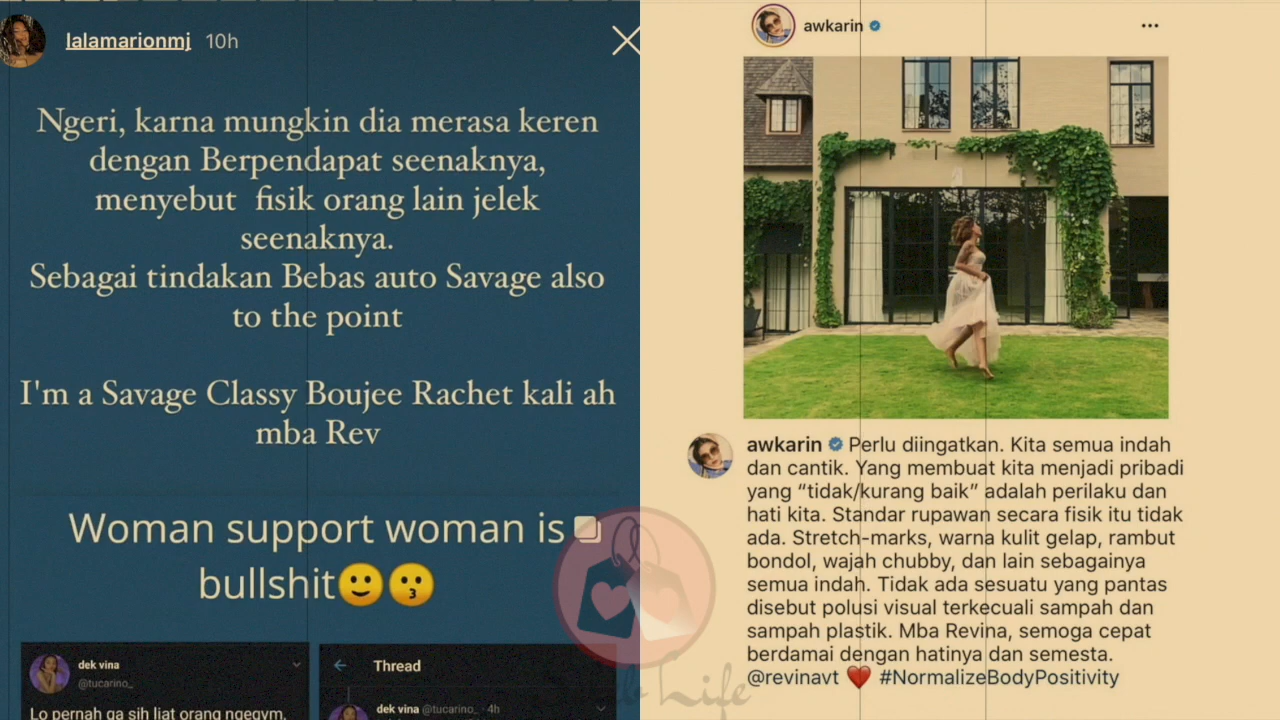 lalamarionmj 10h
Ngeri, karna mungkin dia merasa keren
dengan Berpendapat seenaknya,
menyebut fisik orang lain jelek
seenaknya.
Sebagai tindakan Bebas auto Savage also
to the point
I'm a Savage Classy Boujee Rachet kali ah
mba Rev
Woman support woman is
bullshit🙂😗
dek vina
@tucarino_
Lo pernah ga sih liat orang ngegym,
Thread
dek vina @tucarino_ · 4h
awkarin
awkarin Perlu diingatkan. Kita semua indah
dan cantik. Yang membuat kita menjadi pribadi
yang “tidak/kurang baik” adalah perilaku dan
hati kita. Standar rupawan secara fisik itu tidak
ada. Stretch-marks, warna kulit gelap, rambut
bondol, wajah chubby, dan lain sebagainya
semua indah. Tidak ada sesuatu yang pantas
disebut polusi visual terkecuali sampah dan
sampah plastik. Mba Revina, semoga cepat
berdamai dengan hatinya dan semesta.
@revinavt ❤️ #NormalizeBodyPositivity
Life